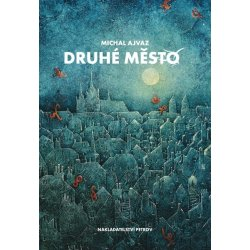 MICHAL AJVAZ
DRUHÉ MĚSTO
NAKLADATELSTVÍ PETROV